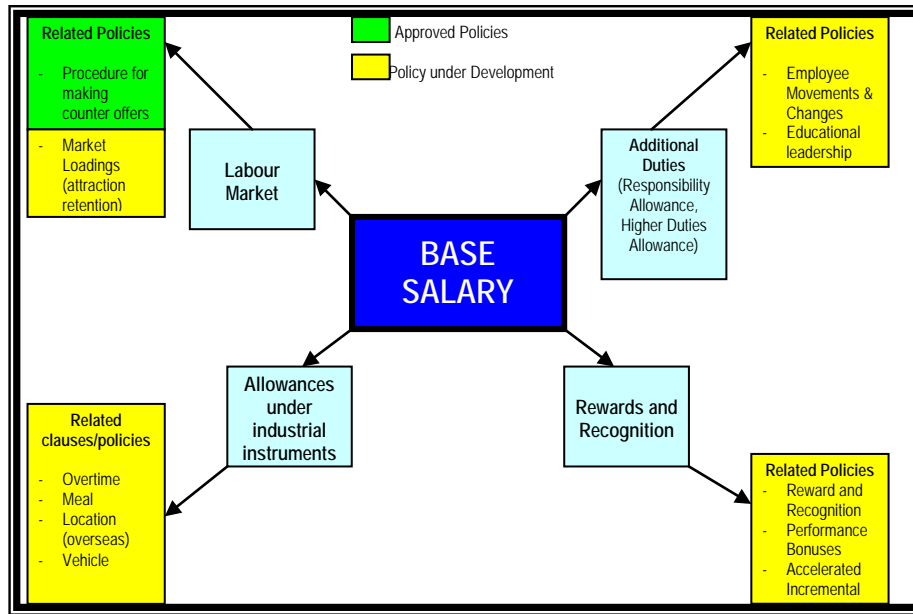 Related Policies
- Procedure for
making
counter offers
- Market
Loadings
(attraction
retention)
Approved Policies
Policy under Development
Related Policies
- Employee
Movements &
Changes
- Educational
leadership
Labour
Market
Additional
Duties
(Responsibility
Allowance,
Higher Duties
Allowance)
BASE
SALARY
Allowances
under
industrial
instruments
Rewards and
Recognition
Related
clauses/policies
- Overtime
- Meal
- Location
(overseas)
- Vehicle
Related Policies
- Reward and
Recognition
- Performance
Bonuses
- Accelerated
Incremental